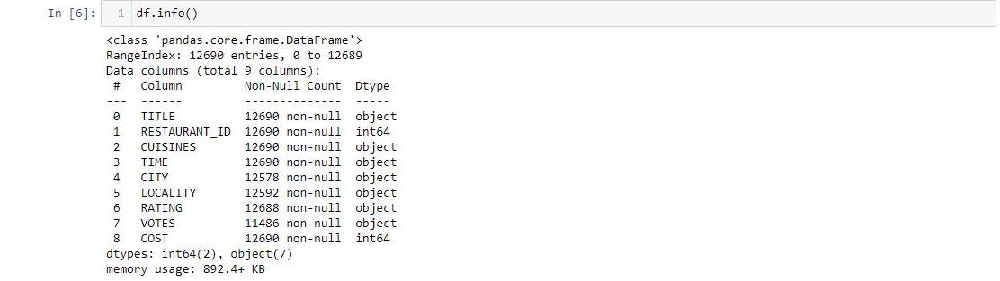 In [6]: 1 df.info()
<class 'pandas.core.frame.DataFrame'>
RangeIndex: 12690 entries, 0 to 12689
Data columns (total 9 columns):
 #   Column         Non-Null Count  Dtype
---  ------         --------------  -----
 0   TITLE          12690 non-null  object
 1   RESTAURANT_ID  12690 non-null  int64
 2   CUISINES       12690 non-null  object
 3   TIME           12690 non-null  object
 4   CITY           12578 non-null  object
 5   LOCALITY       12592 non-null  object
 6   RATING         12688 non-null  object
 7   VOTES          11486 non-null  object
 8   COST           12690 non-null  int64
dtypes: int64(2), object(7)
memory usage: 892.4+ KB